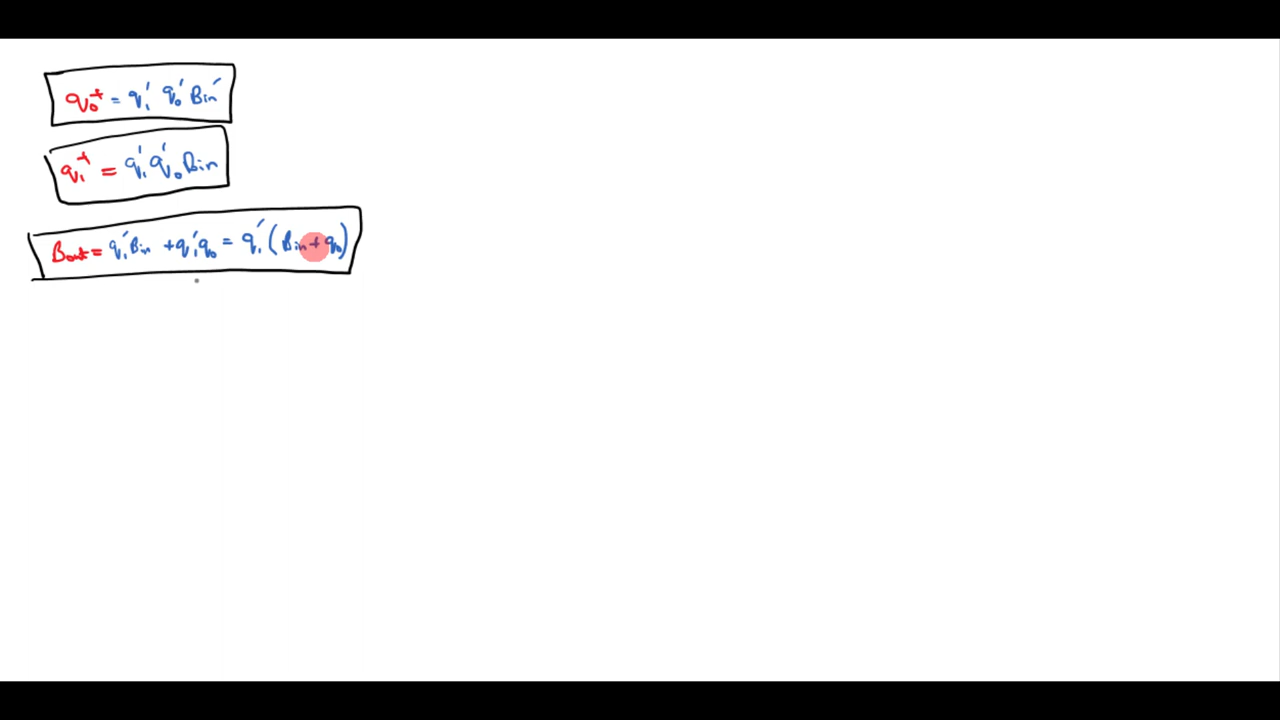 q₀⁺ = q₁′ q₀′ Bin′
q₁⁺ = q₁′ q₀′ Bin
Bout = q₁′ Bin + q₁′ q₀ = q₁′ (Bin + q₀)